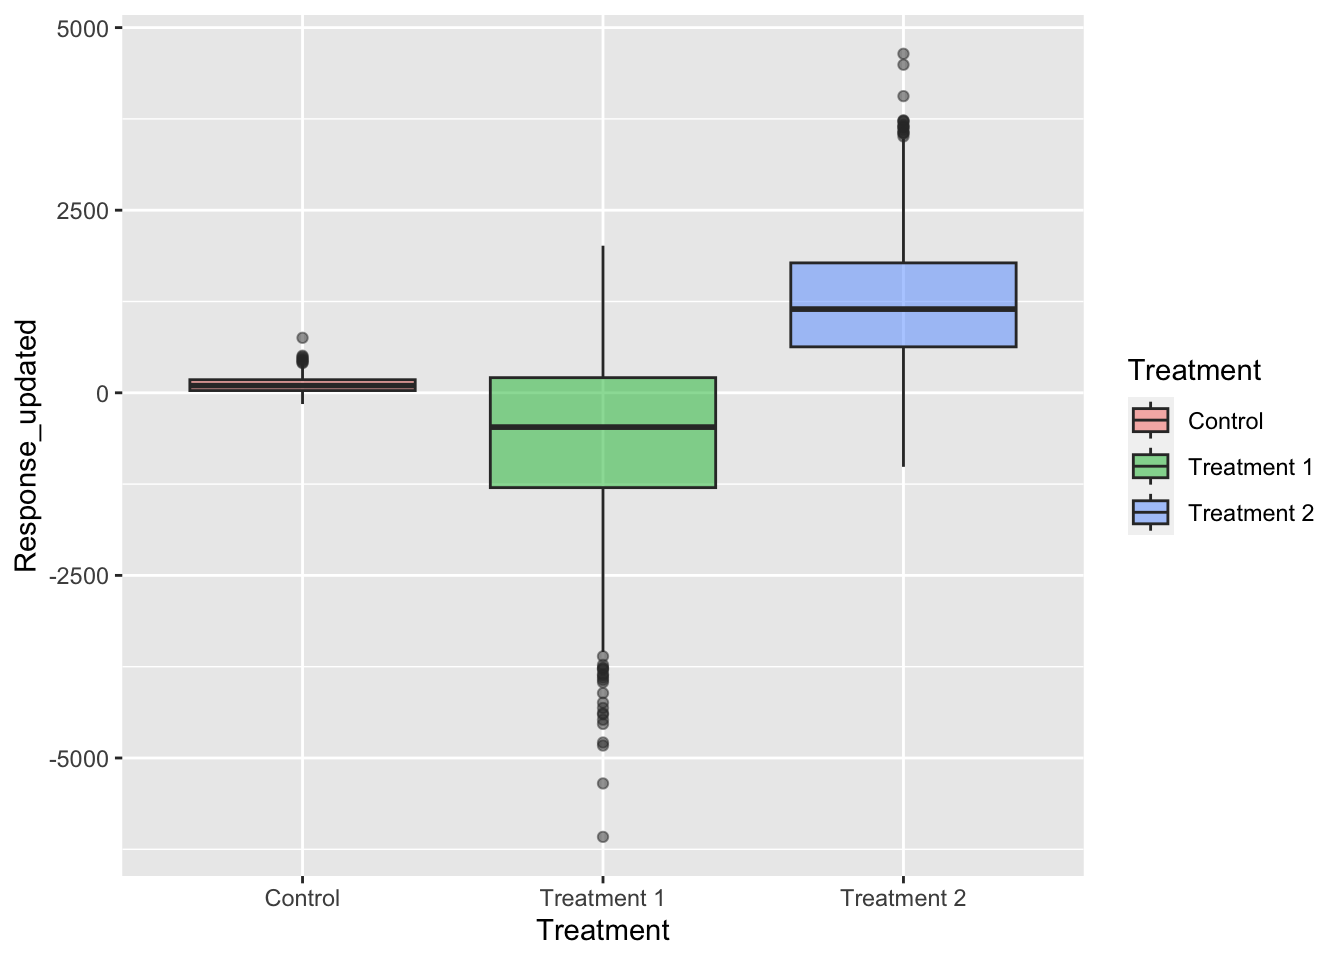 5000
2500
0
-2500
-5000
Response_updated
Control
Treatment 1
Treatment 2
Treatment
Treatment
Control
Treatment 1
Treatment 2